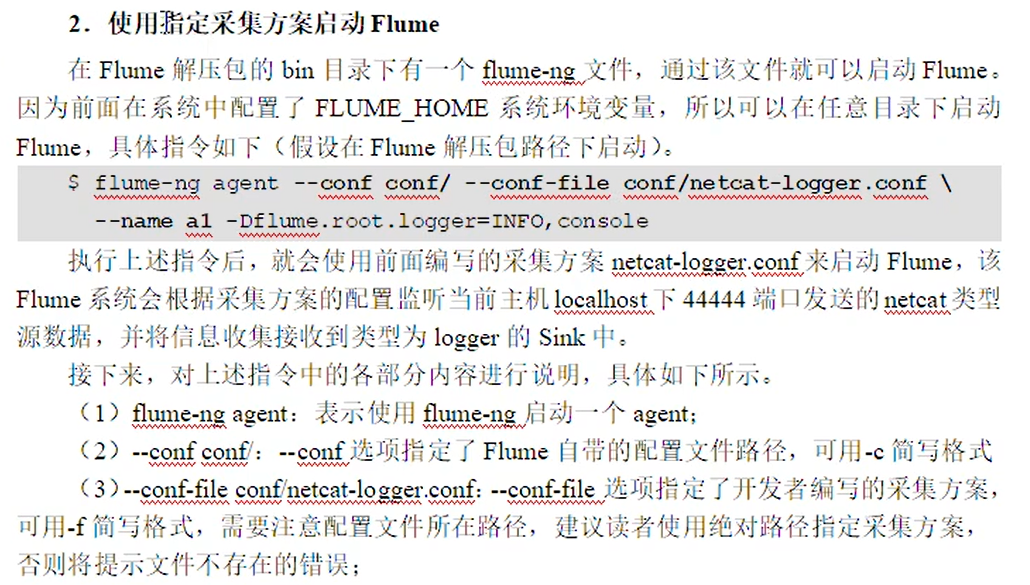 2．使用指定采集方案启动 Flume
在 Flume 解压包的 bin 目录下有一个 flume-ng 文件，通过该文件就可以启动 Flume。
因为前面在系统中配置了 FLUME_HOME 系统环境变量，所以可以在任意目录下启动
Flume，具体指令如下（假设在 Flume 解压包路径下启动）。
$ flume-ng agent --conf conf/ --conf-file conf/netcat-logger.conf \
--name a1 -Dflume.root.logger=INFO,console
执行上述指令后，就会使用前面编写的采集方案 netcat-logger.conf 来启动 Flume，该
Flume 系统会根据采集方案的配置监听当前主机 localhost 下 44444 端口发送的 netcat 类型
源数据，并将信息收集接收到类型为 logger 的 Sink 中。
接下来，对上述指令中的各部分内容进行说明，具体如下所示。
（1）flume-ng agent：表示使用 flume-ng 启动一个 agent；
（2）--conf conf/：--conf 选项指定了 Flume 自带的配置文件路径，可用-c 简写格式
（3）--conf-file conf/netcat-logger.conf：--conf-file 选项指定了开发者编写的采集方案，
可用-f 简写格式，需要注意配置文件所在路径，建议读者使用绝对路径指定采集方案，
否则将提示文件不存在的错误；